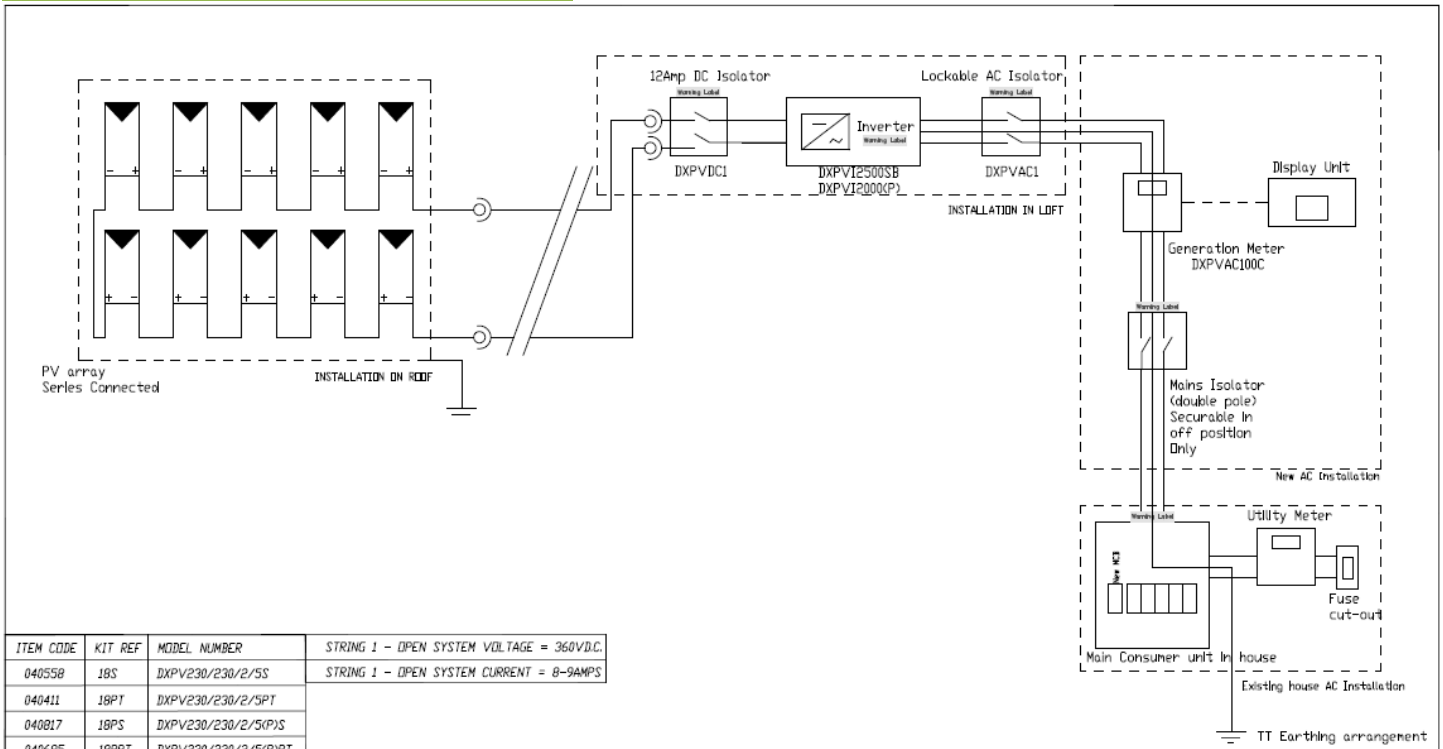 12Amp DC Isolator
Warning Label
DXPVDC1
Inverter
Warning Label
DXPVI2500SB
DXPVI2000(P)
Lockable AC Isolator
Warning Label
DXPVAC1
INSTALLATION IN LOFT
Display Unit
Generation Meter
DXPVAC100C
Warning Label
Mains Isolator
(double pole)
Securable in
off position
Only
New AC Installation
- + - + - + - + - +
+ - + - + - + - + -
PV array
Series Connected
INSTALLATION ON ROOF
Warning Label
Utility Meter
New MCB
Fuse
cut-out
Main Consumer unit in house
Existing house AC Installation
TT Earthing arrangement
ITEM CODE KIT REF MODEL NUMBER
040558 18S DXPV230/230/2/5S
040411 18PT DXPV230/230/2/5PT
040817 18PS DXPV230/230/2/5(P)S
STRING 1 - OPEN SYSTEM VOLTAGE = 360VD.C.
STRING 1 - OPEN SYSTEM CURRENT = 8-9AMPS